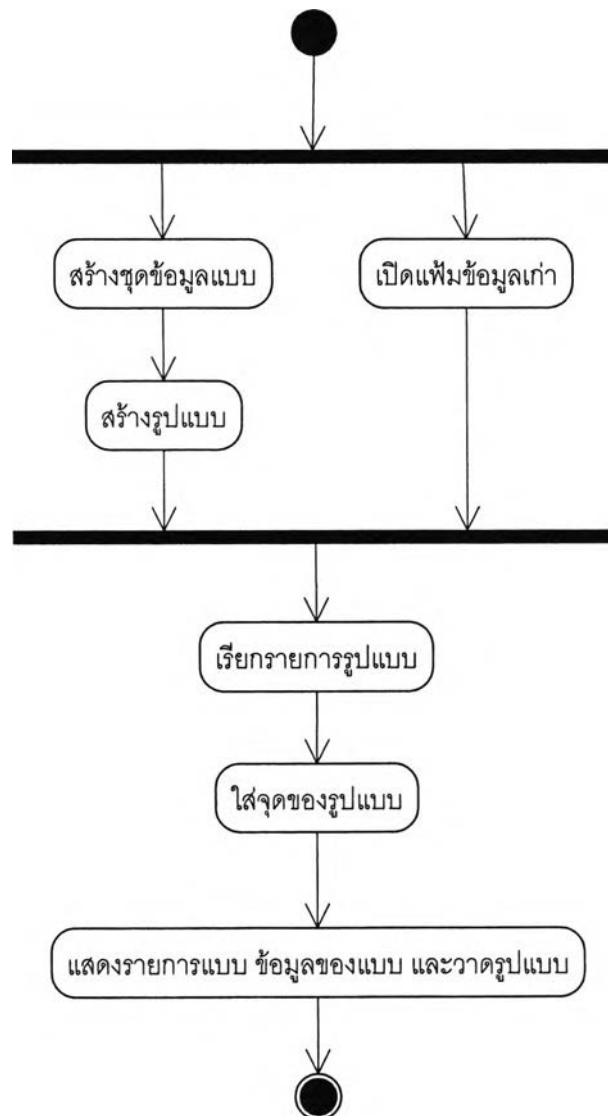 สร้างชุดข้อมูลแบบ
เปิดแฟ้มข้อมูลเก่า
สร้างรูปแบบ
เรียกรายการรูปแบบ
ใส่จุดของรูปแบบ
แสดงรายการแบบ ข้อมูลของแบบ และวาดรูปแบบ